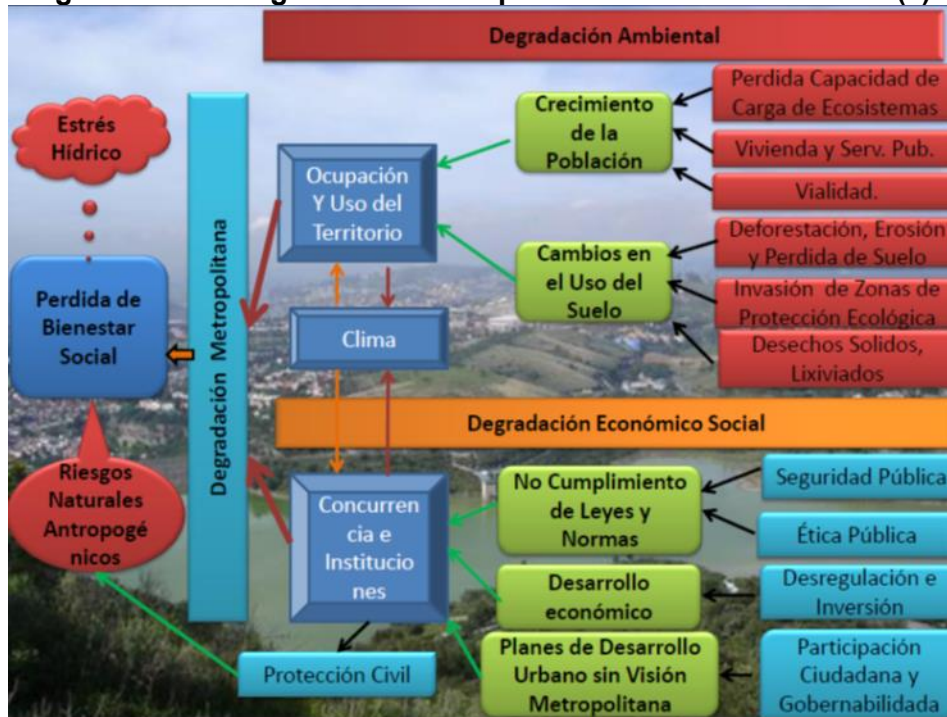 Degradación Ambiental
Estrés
Hídrico
Perdida de
Bienestar
Social
Riesgos
Naturales
Antropogé
nicos
Degradación Metropolitana
Ocupación
Y Uso del
Territorio
Clima
Concurren
cia e
Institucio
nes
Protección Civil
Crecimiento
de la
Población
Cambios en
el Uso del
Suelo
Perdida Capacidad de
Carga de Ecosistemas
Vivienda y Serv. Pub.
Vialidad.
Deforestación, Erosión
y Perdida de Suelo
Invasión de Zonas de
Protección Ecológica
Desechos Solidos,
Lixiviados
Degradación Económico Social
No Cumplimiento
de Leyes y
Normas
Desarrollo
económico
Planes de Desarrollo
Urbano sin Visión
Metropolitana
Seguridad Pública
Ética Pública
Desregulación e
Inversión
Participación
Ciudadana y
Gobernabilidada